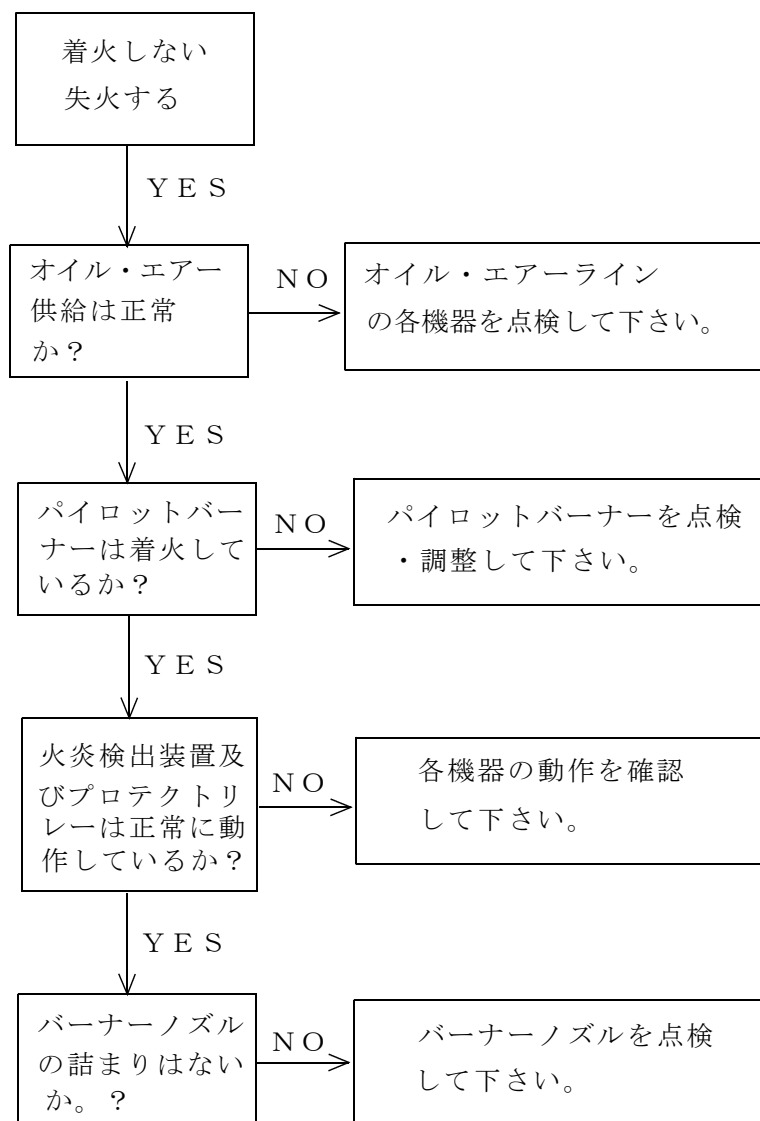 着火しない
失火する
ＹＥＳ
オイル・エアー
供給は正常
か？
ＮＯ
オイル・エアーライン
の各機器を点検して下さい。
ＹＥＳ
パイロットバー
ナーは着火して
いるか？
ＮＯ
パイロットバーナーを点検
・調整して下さい。
ＹＥＳ
火炎検出装置及
びプロテクトリ
レーは正常に動
作しているか？
ＮＯ
各機器の動作を確認
して下さい。
ＹＥＳ
バーナーノズル
の詰まりはない
か。？
ＮＯ
バーナーノズルを点検
して下さい。